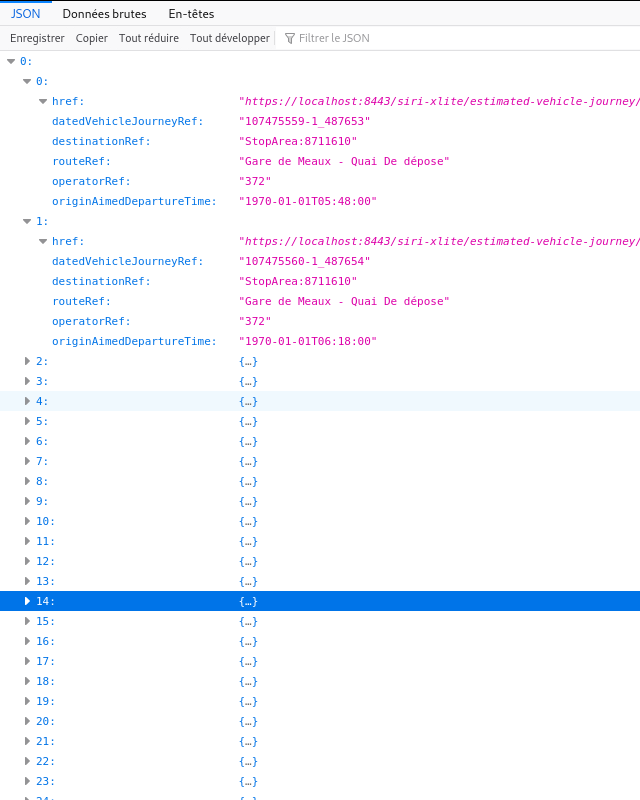 JSON Données brutes En-têtes
Enregistrer Copier Tout réduire Tout développer Filtrer le JSON
0:
0:
href: "https://localhost:8443/siri-xlite/estimated-vehicle-journey/
datedVehicleJourneyRef: "107475559-1_487653"
destinationRef: "StopArea:8711610"
routeRef: "Gare de Meaux - Quai De dépose"
operatorRef: "372"
originAimedDepartureTime: "1970-01-01T05:48:00"
1:
href: "https://localhost:8443/siri-xlite/estimated-vehicle-journey/
datedVehicleJourneyRef: "107475560-1_487654"
destinationRef: "StopArea:8711610"
routeRef: "Gare de Meaux - Quai De dépose"
operatorRef: "372"
originAimedDepartureTime: "1970-01-01T06:18:00"
2: {…}
3: {…}
4: {…}
5: {…}
6: {…}
7: {…}
8: {…}
9: {…}
10: {…}
11: {…}
12: {…}
13: {…}
14: {…}
15: {…}
16: {…}
17: {…}
18: {…}
19: {…}
20: {…}
21: {…}
22: {…}
23: {…}
24: {…}